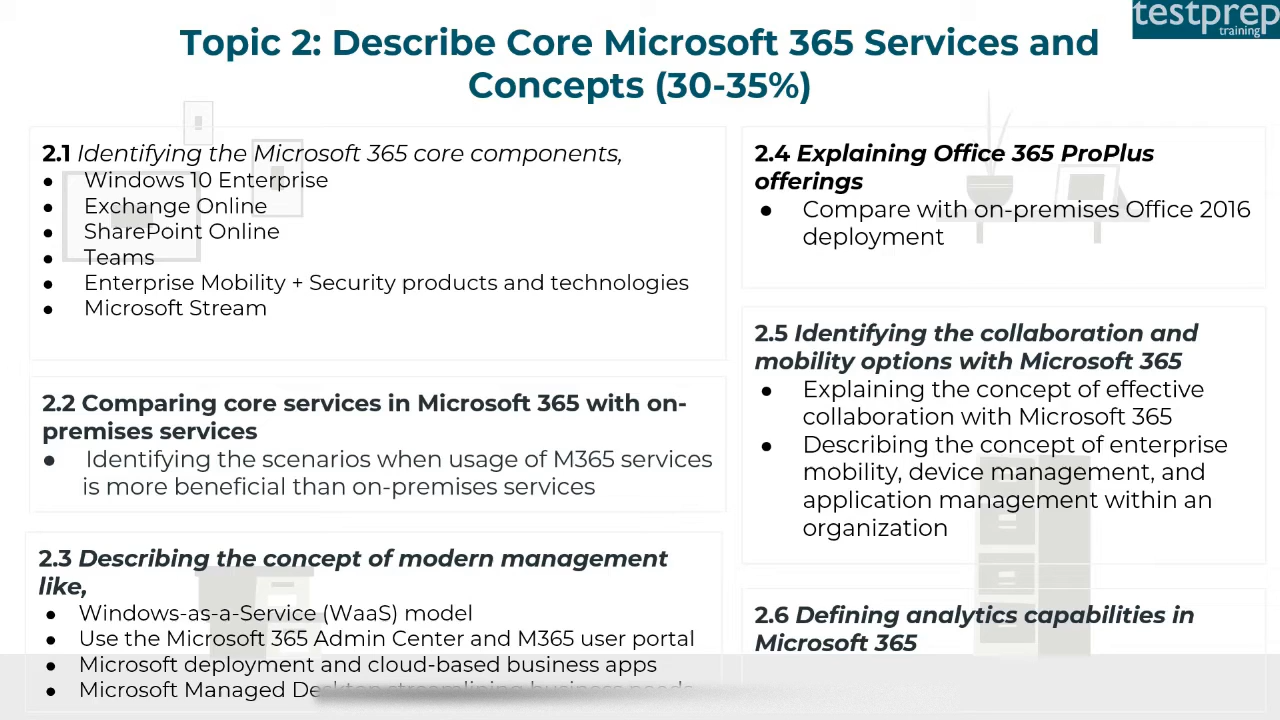 testprep
training
Topic 2: Describe Core Microsoft 365 Services and
Concepts (30-35%)
2.1 Identifying the Microsoft 365 core components,
● Windows 10 Enterprise
● Exchange Online
● SharePoint Online
● Teams
● Enterprise Mobility + Security products and technologies
● Microsoft Stream
2.2 Comparing core services in Microsoft 365 with on-
premises services
● Identifying the scenarios when usage of M365 services
is more beneficial than on-premises services
2.3 Describing the concept of modern management
like,
● Windows-as-a-Service (WaaS) model
● Use the Microsoft 365 Admin Center and M365 user portal
● Microsoft deployment and cloud-based business apps
● Microsoft Managed Desktop streamlining business needs
2.4 Explaining Office 365 ProPlus
offerings
● Compare with on-premises Office 2016
deployment
2.5 Identifying the collaboration and
mobility options with Microsoft 365
● Explaining the concept of effective
collaboration with Microsoft 365
● Describing the concept of enterprise
mobility, device management, and
application management within an
organization
2.6 Defining analytics capabilities in
Microsoft 365